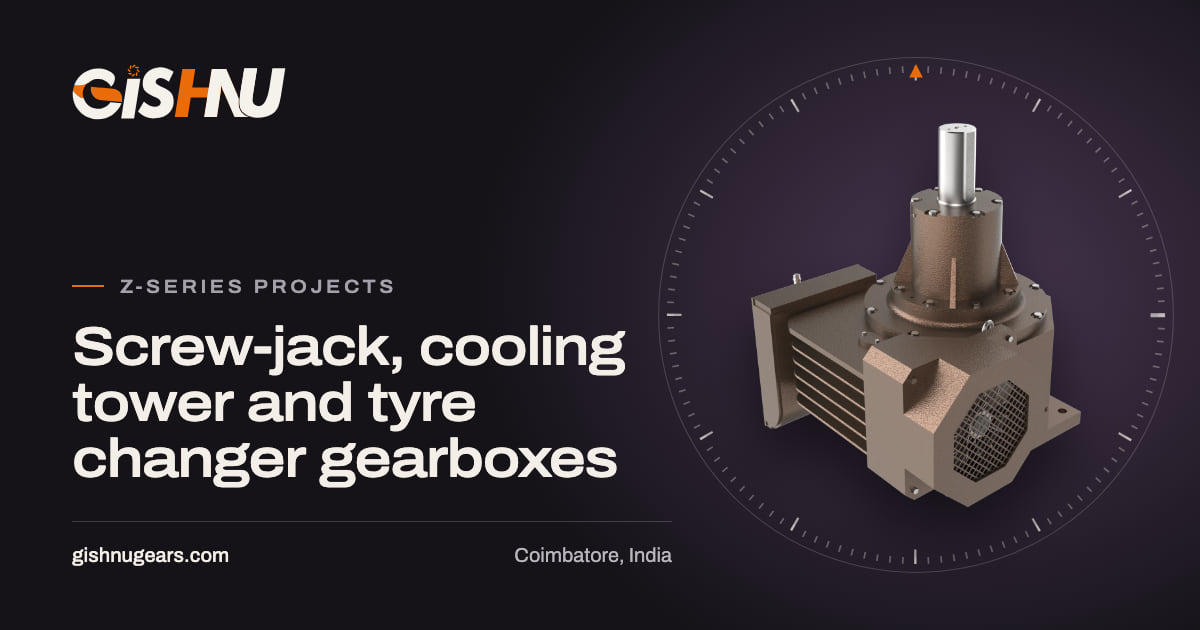 GiSHNU
Z-SERIES PROJECTS
Screw-jack, cooling
tower and tyre
changer gearboxes
gishnugears.com
Coimbatore, India